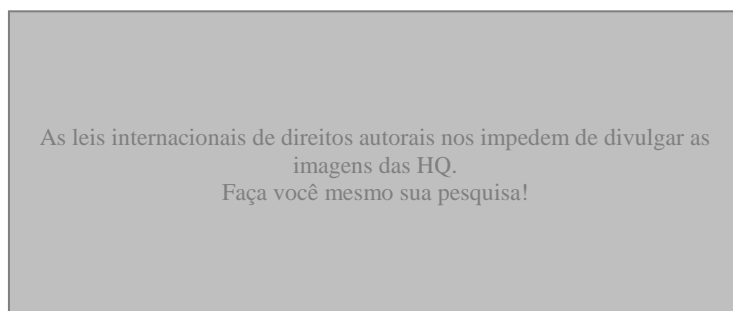 As leis internacionais de direitos autorais nos impedem de divulgar as
imagens das HQ.
Faça você mesmo sua pesquisa!